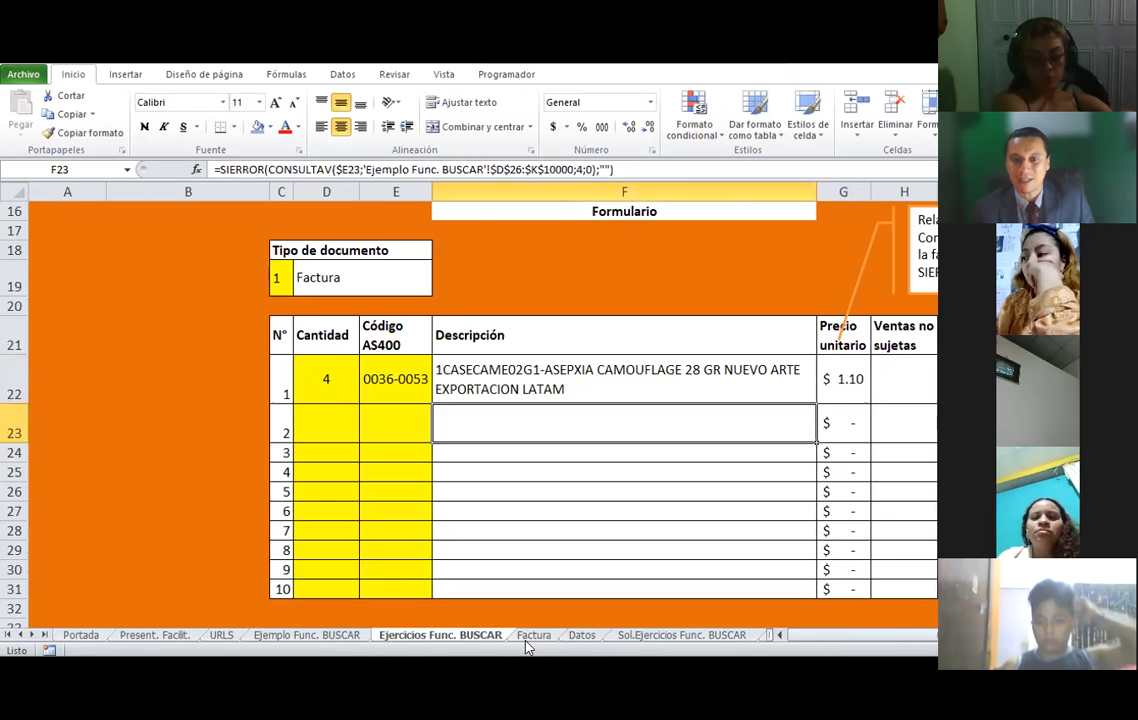 Archivo Inicio Insertar Diseño de página Fórmulas Datos Revisar Vista Programador
Pegar
Cortar
Copiar
Copiar formato
Portapapeles
Calibri 11
N K S
Fuente
Ajustar texto
Combinar y centrar
Alineación
General
$ % 000
Número
Formato condicional
Dar formato como tabla
Estilos de celda
Estilos
Insertar Eliminar
Celdas
F23 fx =SIERROR(CONSULTAV($E23;'Ejemplo Func. BUSCAR'!$D$26:$K$10000;4;0);"")
A B C D E F G H
16 Formulario
17
18 Tipo de documento
19 1 Factura
20
21 N° Cantidad Código AS400 Descripción Precio unitario Ventas no sujetas
22 1 4 0036-0053 1CASECAME02G1-ASEPXIA CAMOUFLAGE 28 GR NUEVO ARTE EXPORTACION LATAM $ 1.10
23 2 $ -
24 3 $ -
25 4 $ -
26 5 $ -
27 6 $ -
28 7 $ -
29 8 $ -
30 9 $ -
31 10 $ -
32
Portada Present. Facilit. URLS Ejemplo Func. BUSCAR Ejercicios Func. BUSCAR Factura Datos Sol.Ejercicios Func. BUSCAR
Listo